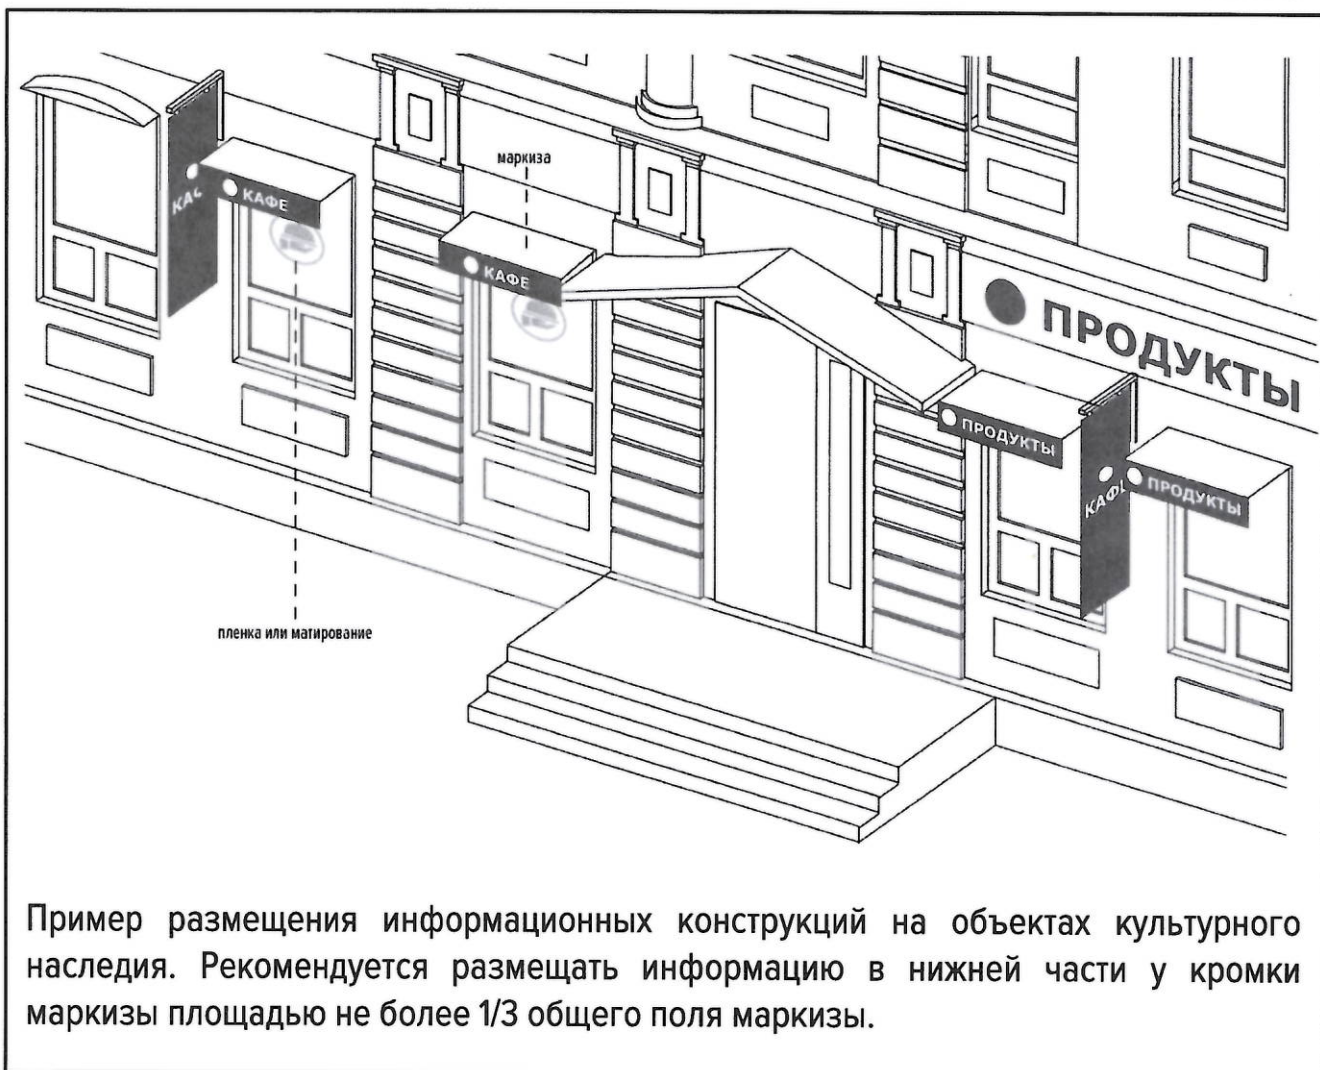 маркиза
КАФЕ
КАФЕ
ПРОДУКТЫ
ПРОДУКТЫ
ПРОДУКТЫ
пленка или матирование
Пример размещения информационных конструкций на объектах культурного
наследия. Рекомендуется размещать информацию в нижней части у кромки
маркизы площадью не более 1/3 общего поля маркизы.